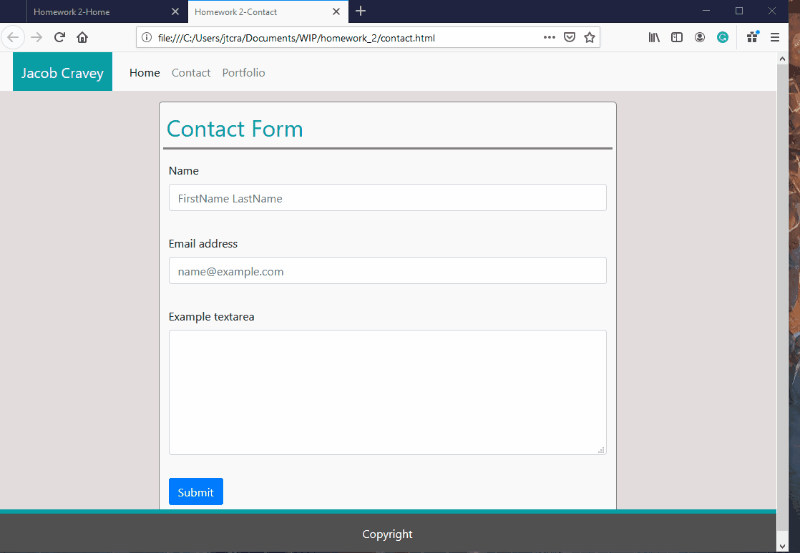 Homework 2-Home
Homework 2-Contact
file:///C:/Users/jtcra/Documents/WIP/homework_2/contact.html
Jacob Cravey Home Contact Portfolio
Contact Form
Name
FirstName LastName
Email address
name@example.com
Example textarea
Submit
Copyright